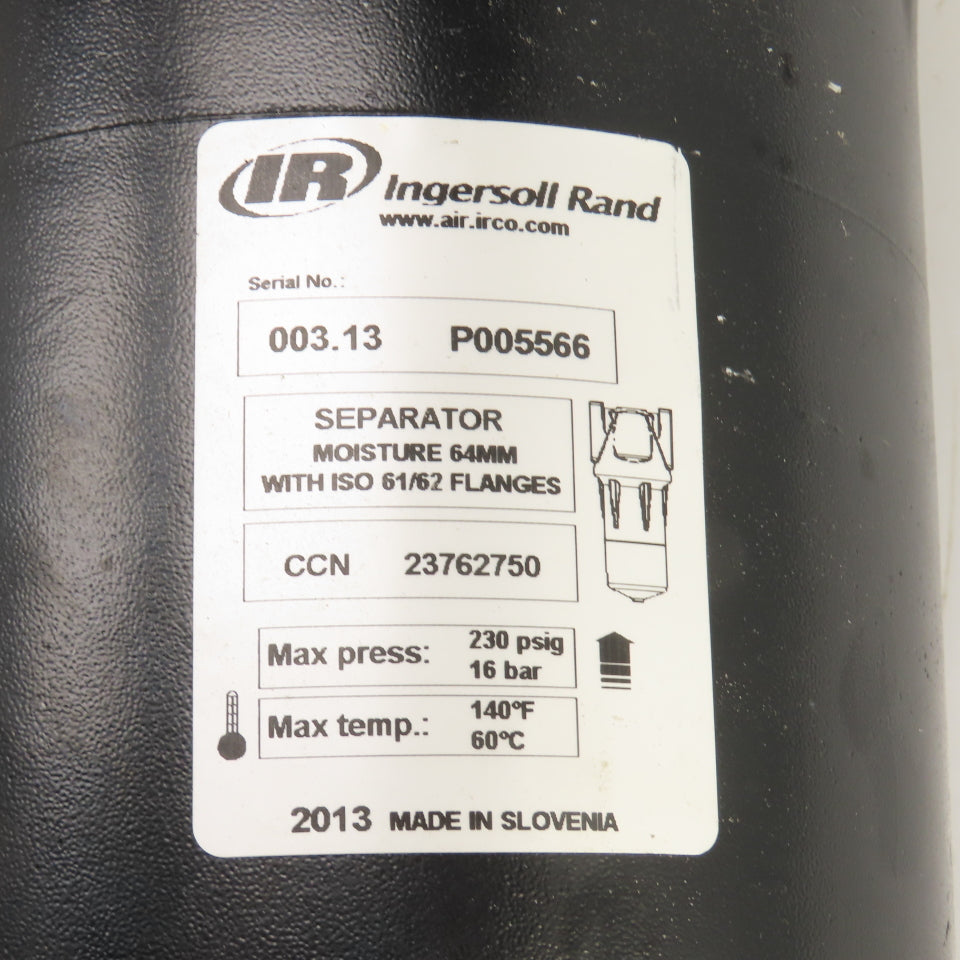 IR Ingersoll Rand
www.air.irco.com
Serial No.:
003.13 P005566
SEPARATOR
MOISTURE 64MM
WITH ISO 61/62 FLANGES
CCN 23762750
Max press: 230 psig
16 bar
Max temp.: 140°F
60°C
2013 MADE IN SLOVENIA